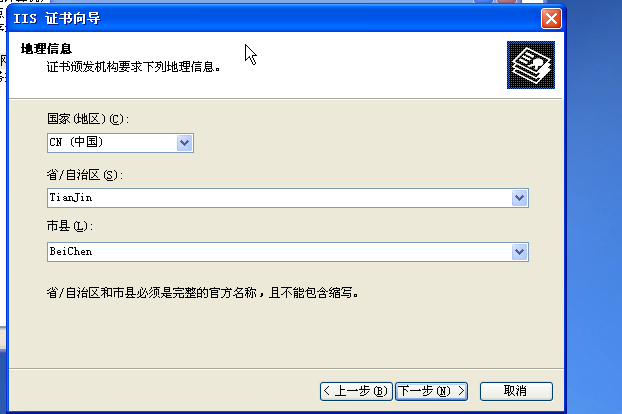 IIS 证书向导
地理信息
证书颁发机构要求下列地理信息。
国家(地区)(C):
CN (中国)
省/自治区(S):
TianJin
市县(L):
BeiChen
省/自治区和市县必须是完整的官方名称，且不能包含缩写。
< 上一步(B) 下一步(N) > 取消